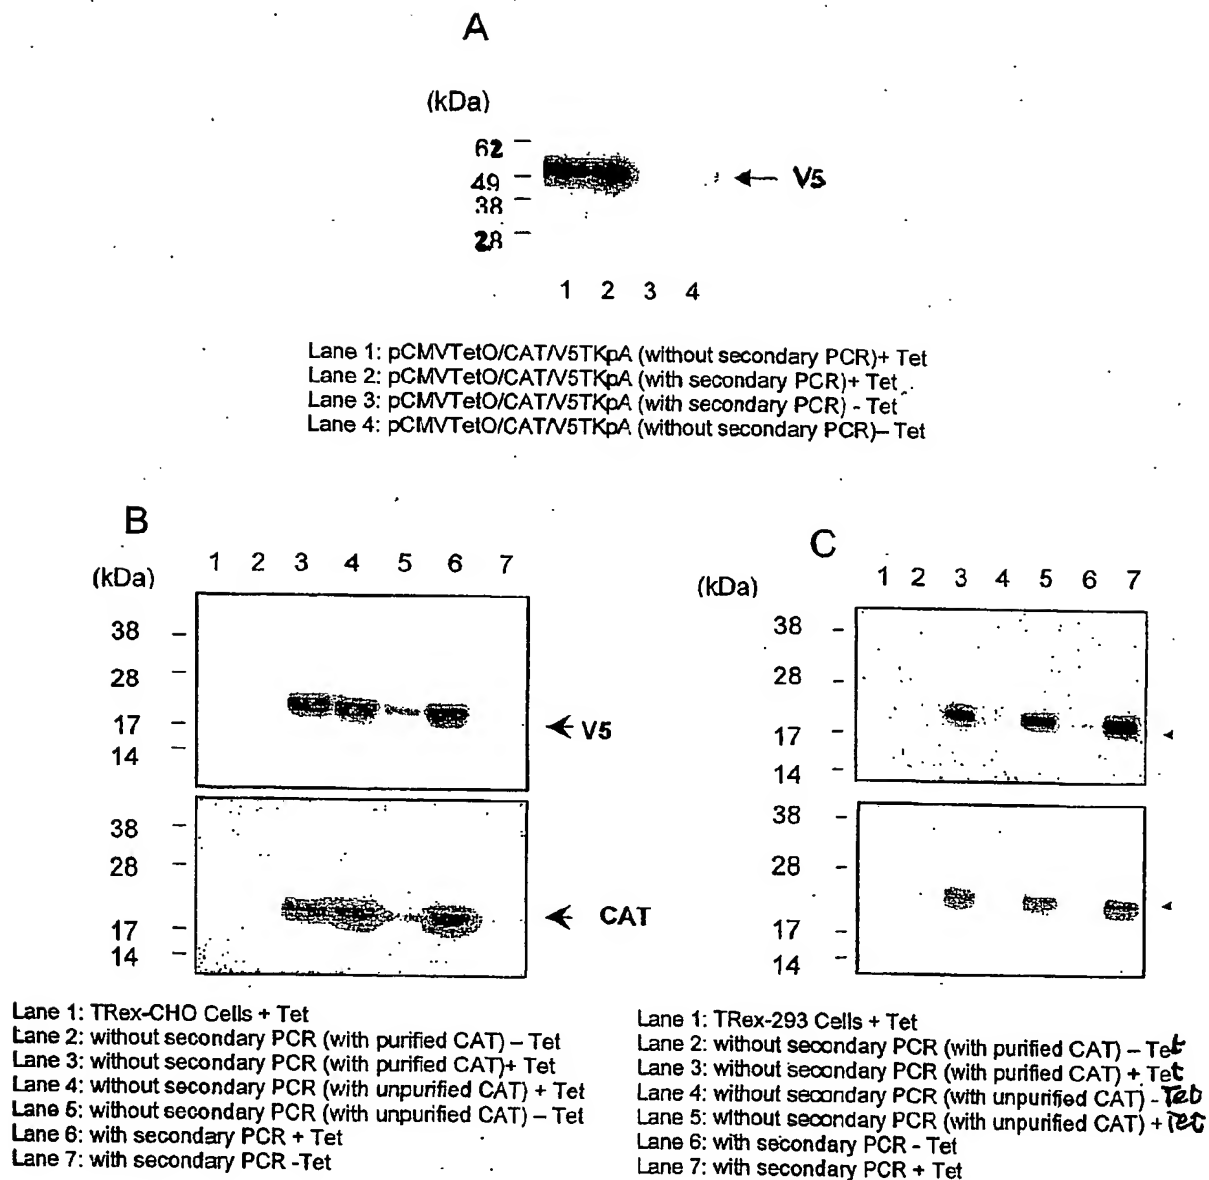 A
(kDa)
62
49
38
28
V5
1 2 3 4
Lane 1: pCMVTetO/CAT/V5TKpA (without secondary PCR)+ Tet
Lane 2: pCMVTetO/CAT/V5TKpA (with secondary PCR)+ Tet
Lane 3: pCMVTetO/CAT/V5TKpA (with secondary PCR) - Tet
Lane 4: pCMVTetO/CAT/V5TKpA (without secondary PCR)– Tet
B
(kDa)
1 2 3 4 5 6 7
38
28
17
14
V5
38
28
17
14
CAT
Lane 1: TRex-CHO Cells + Tet
Lane 2: without secondary PCR (with purified CAT) – Tet
Lane 3: without secondary PCR (with purified CAT)+ Tet
Lane 4: without secondary PCR (with unpurified CAT) + Tet
Lane 5: without secondary PCR (with unpurified CAT) – Tet
Lane 6: with secondary PCR + Tet
Lane 7: with secondary PCR -Tet
C
(kDa)
1 2 3 4 5 6 7
38
28
17
14
38
28
17
14
Lane 1: TRex-293 Cells + Tet
Lane 2: without secondary PCR (with purified CAT) – Tet
Lane 3: without secondary PCR (with purified CAT) + Tet
Lane 4: without secondary PCR (with unpurified CAT) - Tet
Lane 5: without secondary PCR (with unpurified CAT) + Tet
Lane 6: with secondary PCR - Tet
Lane 7: with secondary PCR + Tet